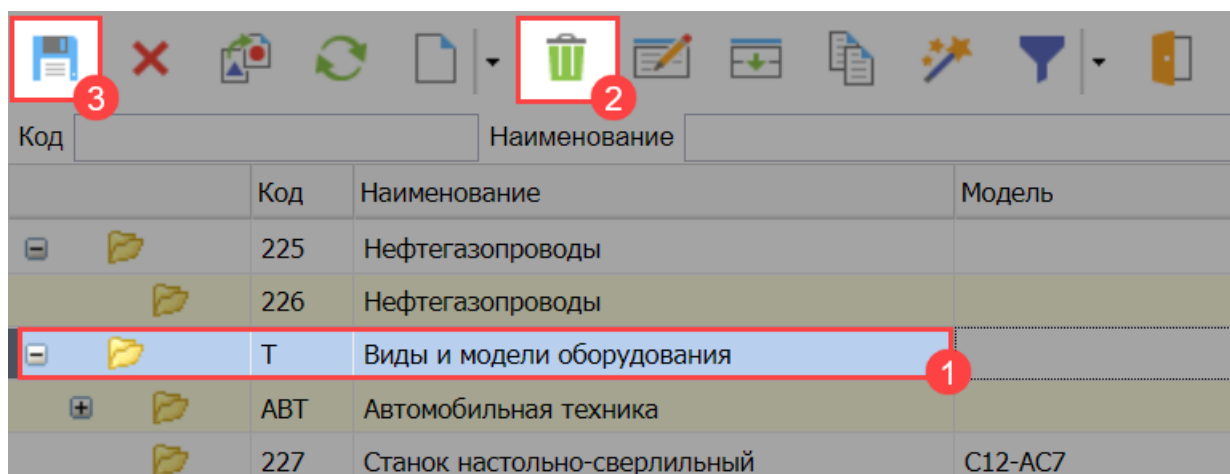 3
2
Код Наименование
Код Наименование Модель
225 Нефтегазопроводы
226 Нефтегазопроводы
Т Виды и модели оборудования
1
АВТ Автомобильная техника
227 Станок настольно-сверлильный С12-АС7